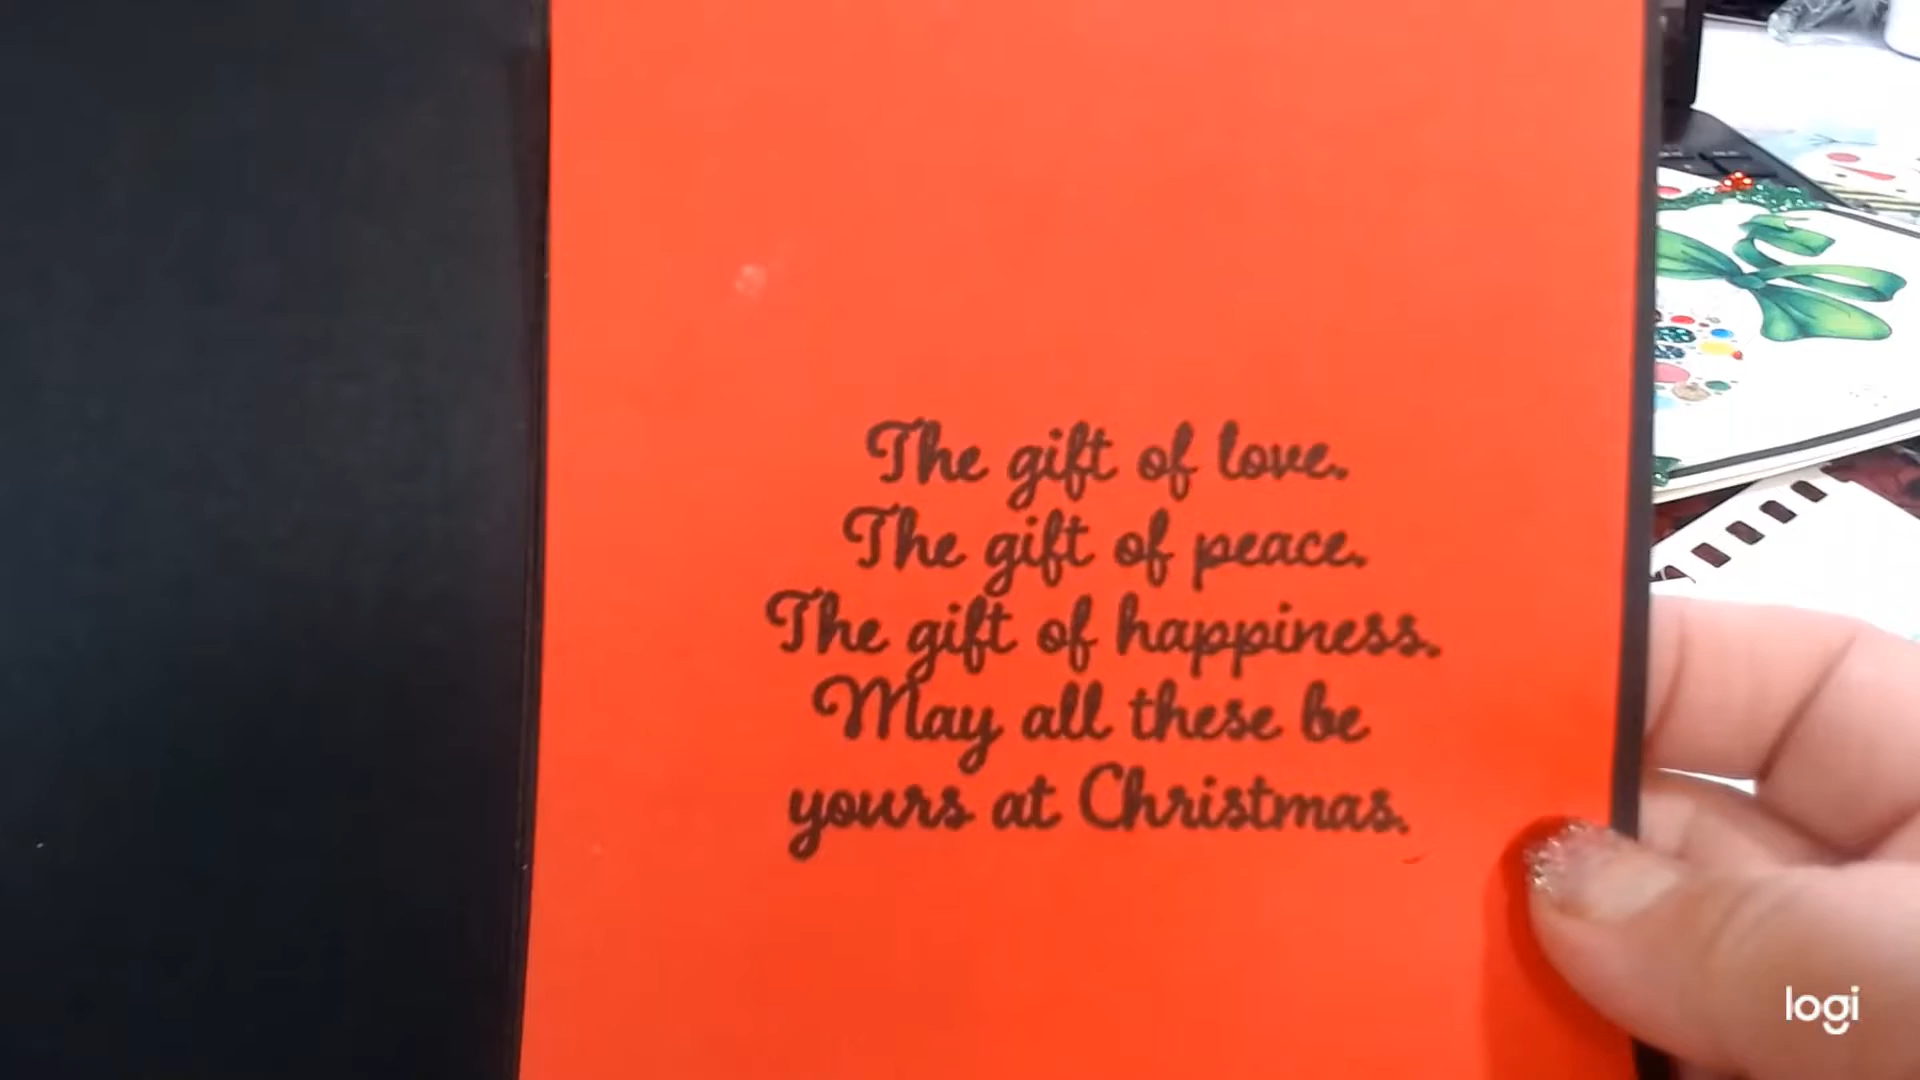 The gift of love.
The gift of peace.
The gift of happiness.
May all these be
yours at Christmas.
logi